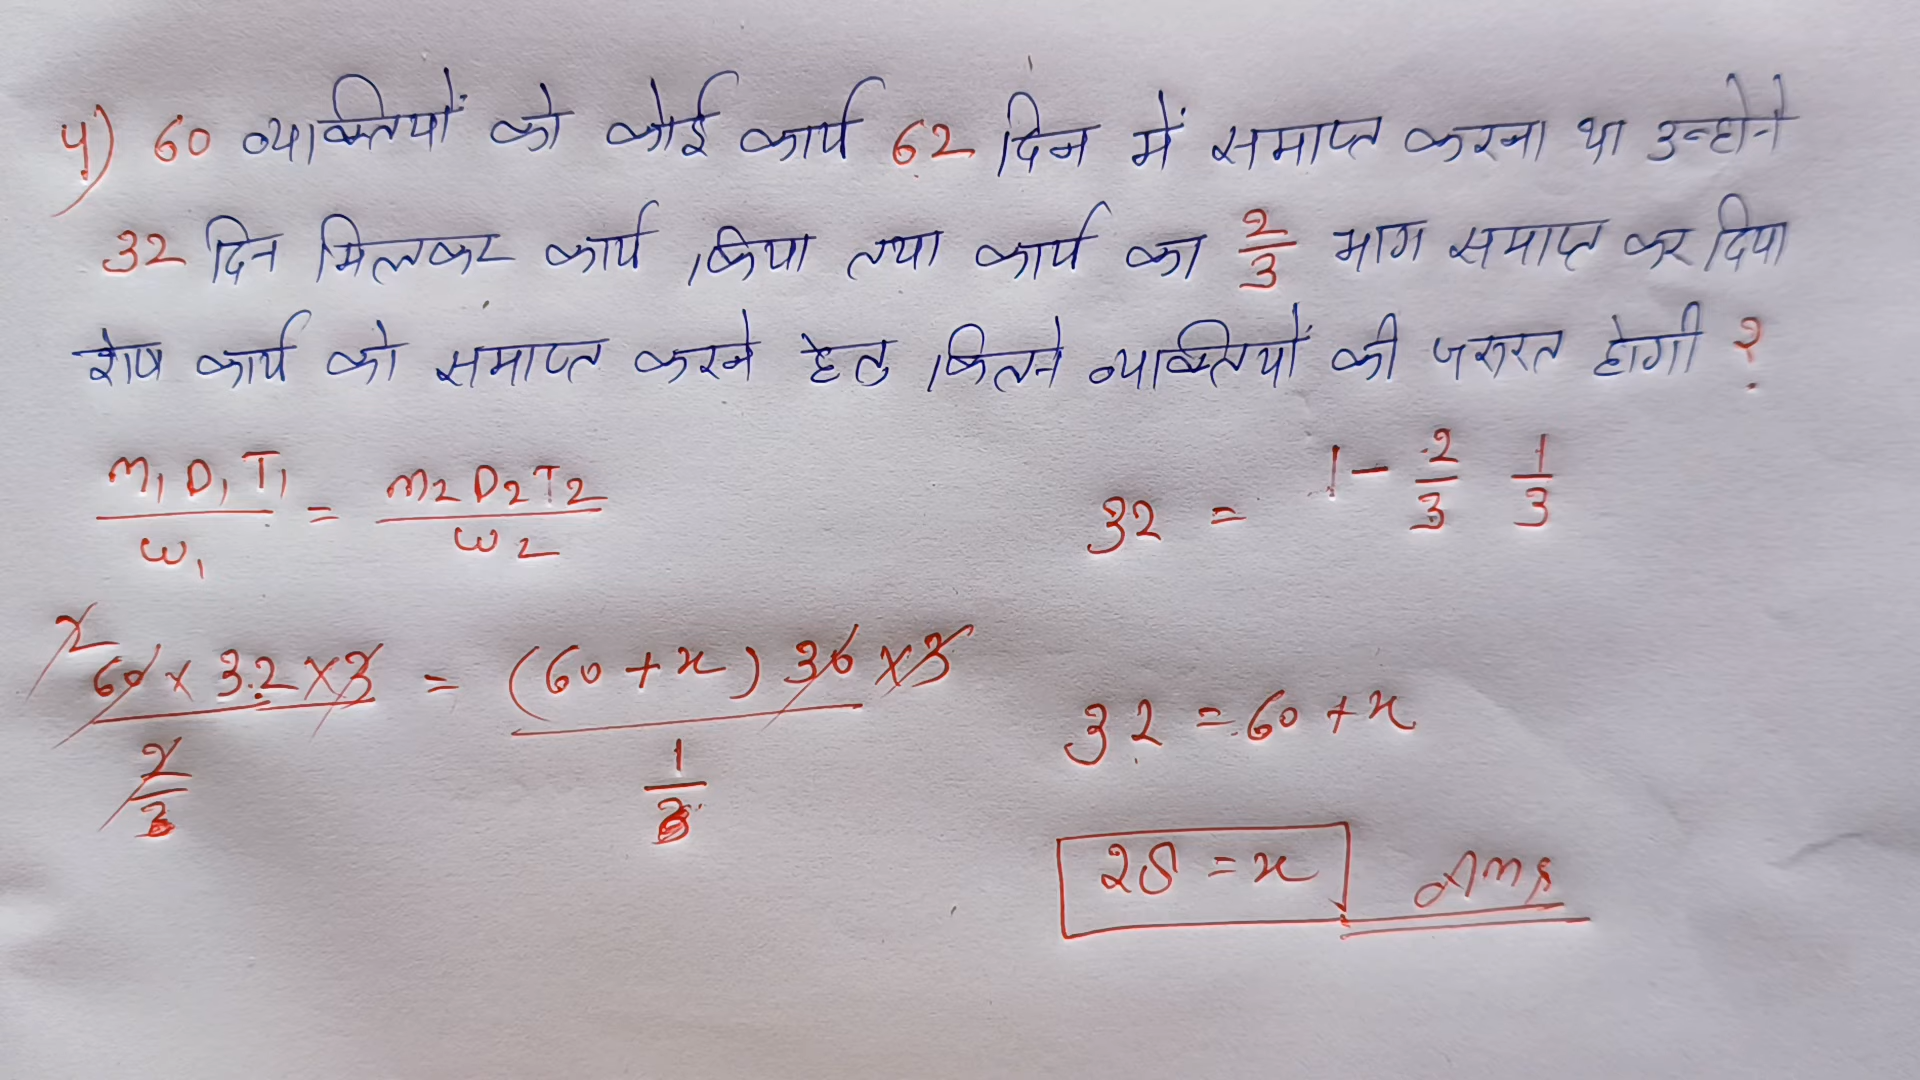 4) 60 व्यक्तियों को कोई कार्य 62 दिन में समाप्त करना था उन्होने
32 दिन मिलकर कार्य किया तथा कार्य का 2/3 भाग समाप्त कर दिया
शेष कार्य को समाप्त करने हेतु कितने व्यक्तियों की जरुरत होगी ?
M1 D1 T1 / W1 = M2 D2 T2 / W2
32 = 1 - 2/3 1/3
2 60 × 32 × 3 / 2/3 = (60 + x) 30 × 3 / 1/3
32 = 60 + x
28 = x Ans